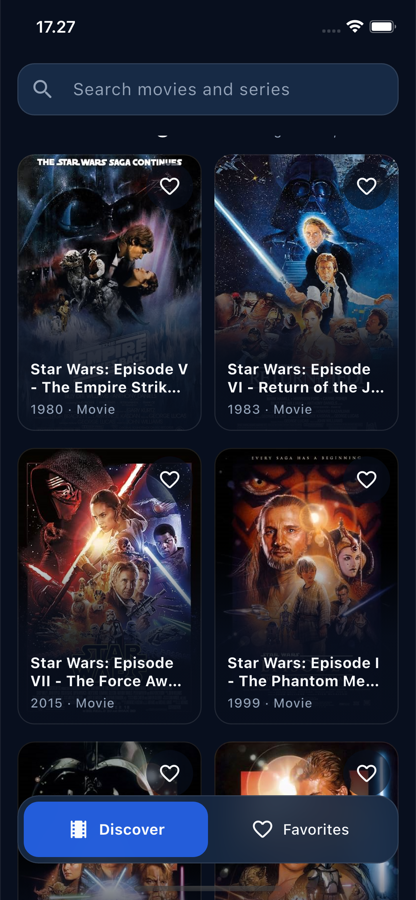 17.27
Search movies and series
THE STAR WARS SAGA CONTINUES
Star Wars: Episode V
- The Empire Strik...
1980 · Movie
Star Wars: Episode
VI - Return of the J...
1983 · Movie
EVERY SAGA HAS A BEGINNING
Star Wars: Episode
VII - The Force Aw...
2015 · Movie
Star Wars: Episode I
- The Phantom Me...
1999 · Movie
Discover
Favorites